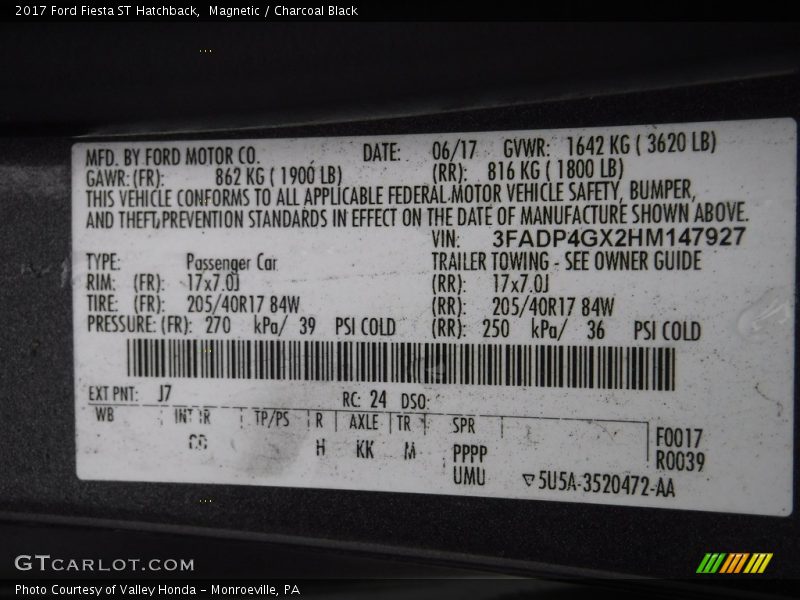 2017 Ford Fiesta ST Hatchback,  Magnetic / Charcoal Black
MFD. BY FORD MOTOR CO. DATE: 06/17 GVWR: 1642 KG ( 3620 LB)
GAWR: (FR): 862 KG ( 1900 LB) (RR): 816 KG ( 1800 LB)
THIS VEHICLE CONFORMS TO ALL APPLICABLE FEDERAL MOTOR VEHICLE SAFETY, BUMPER,
AND THEFT PREVENTION STANDARDS IN EFFECT ON THE DATE OF MANUFACTURE SHOWN ABOVE.
VIN: 3FADP4GX2HM147927
TYPE: Passenger Car TRAILER TOWING - SEE OWNER GUIDE
RIM: (FR): 17x7.0J (RR): 17x7.0J
TIRE: (FR): 205/40R17 84W (RR): 205/40R17 84W
PRESSURE: (FR): 270 kPa/ 39 PSI COLD (RR): 250 kPa/ 36 PSI COLD
EXT PNT: J7 RC: 24 DSO:
WB INT TR TP/PS R AXLE TR SPR
H KK M PPPP F0017
UMU R0039
5U5A-3520472-AA
GTCARLOT.COM
Photo Courtesy of Valley Honda - Monroeville, PA